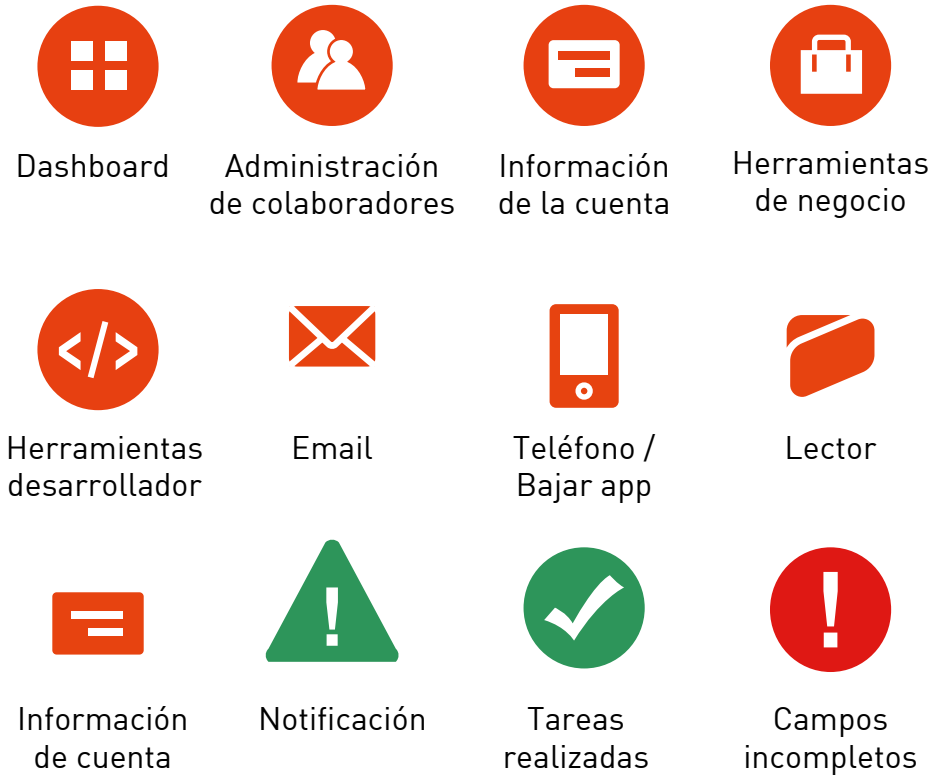 Dashboard
Administración
de colaboradores
Información
de la cuenta
Herramientas
de negocio
</>
Herramientas
desarrollador
Email
Teléfono /
Bajar app
Lector
Información
de cuenta
!
Notificación
Tareas
realizadas
!
Campos
incompletos